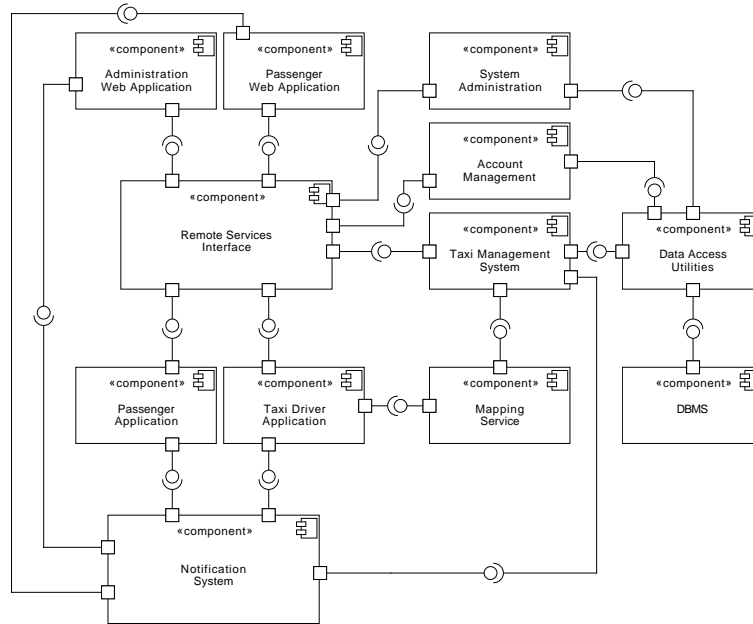 «component»
Administration
Web Application
«component»
Passenger
Web Application
«component»
System
Administration
«component»
Account
Management
«component»
Remote Services
Interface
«component»
Taxi Management
System
«component»
Data Access
Utilities
«component»
Passenger
Application
«component»
Taxi Driver
Application
«component»
Mapping
Service
«component»
DBMS
«component»
Notification
System